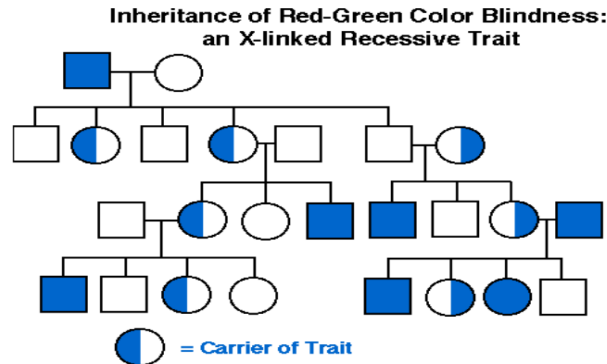 Inheritance of Red-Green Color Blindness:
an X-linked Recessive Trait
= Carrier of Trait